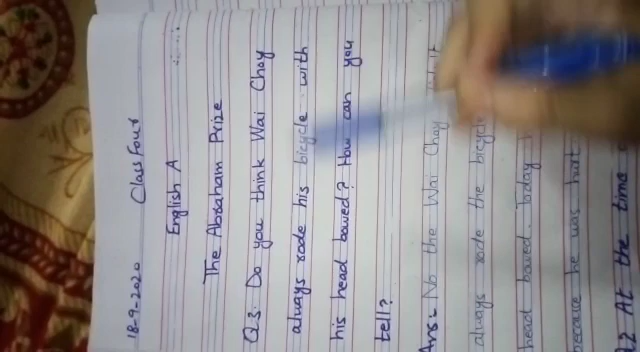 18-9-2020 Class Four
English A
The Abraham Prize
Q3. Do you think Wai Choy
always rode his bicycle with
his head bowed? How can you
tell?
Ans:- No the Wai Choy
always rode the bicycle
head bowed. Today
because he was hurt
At the time